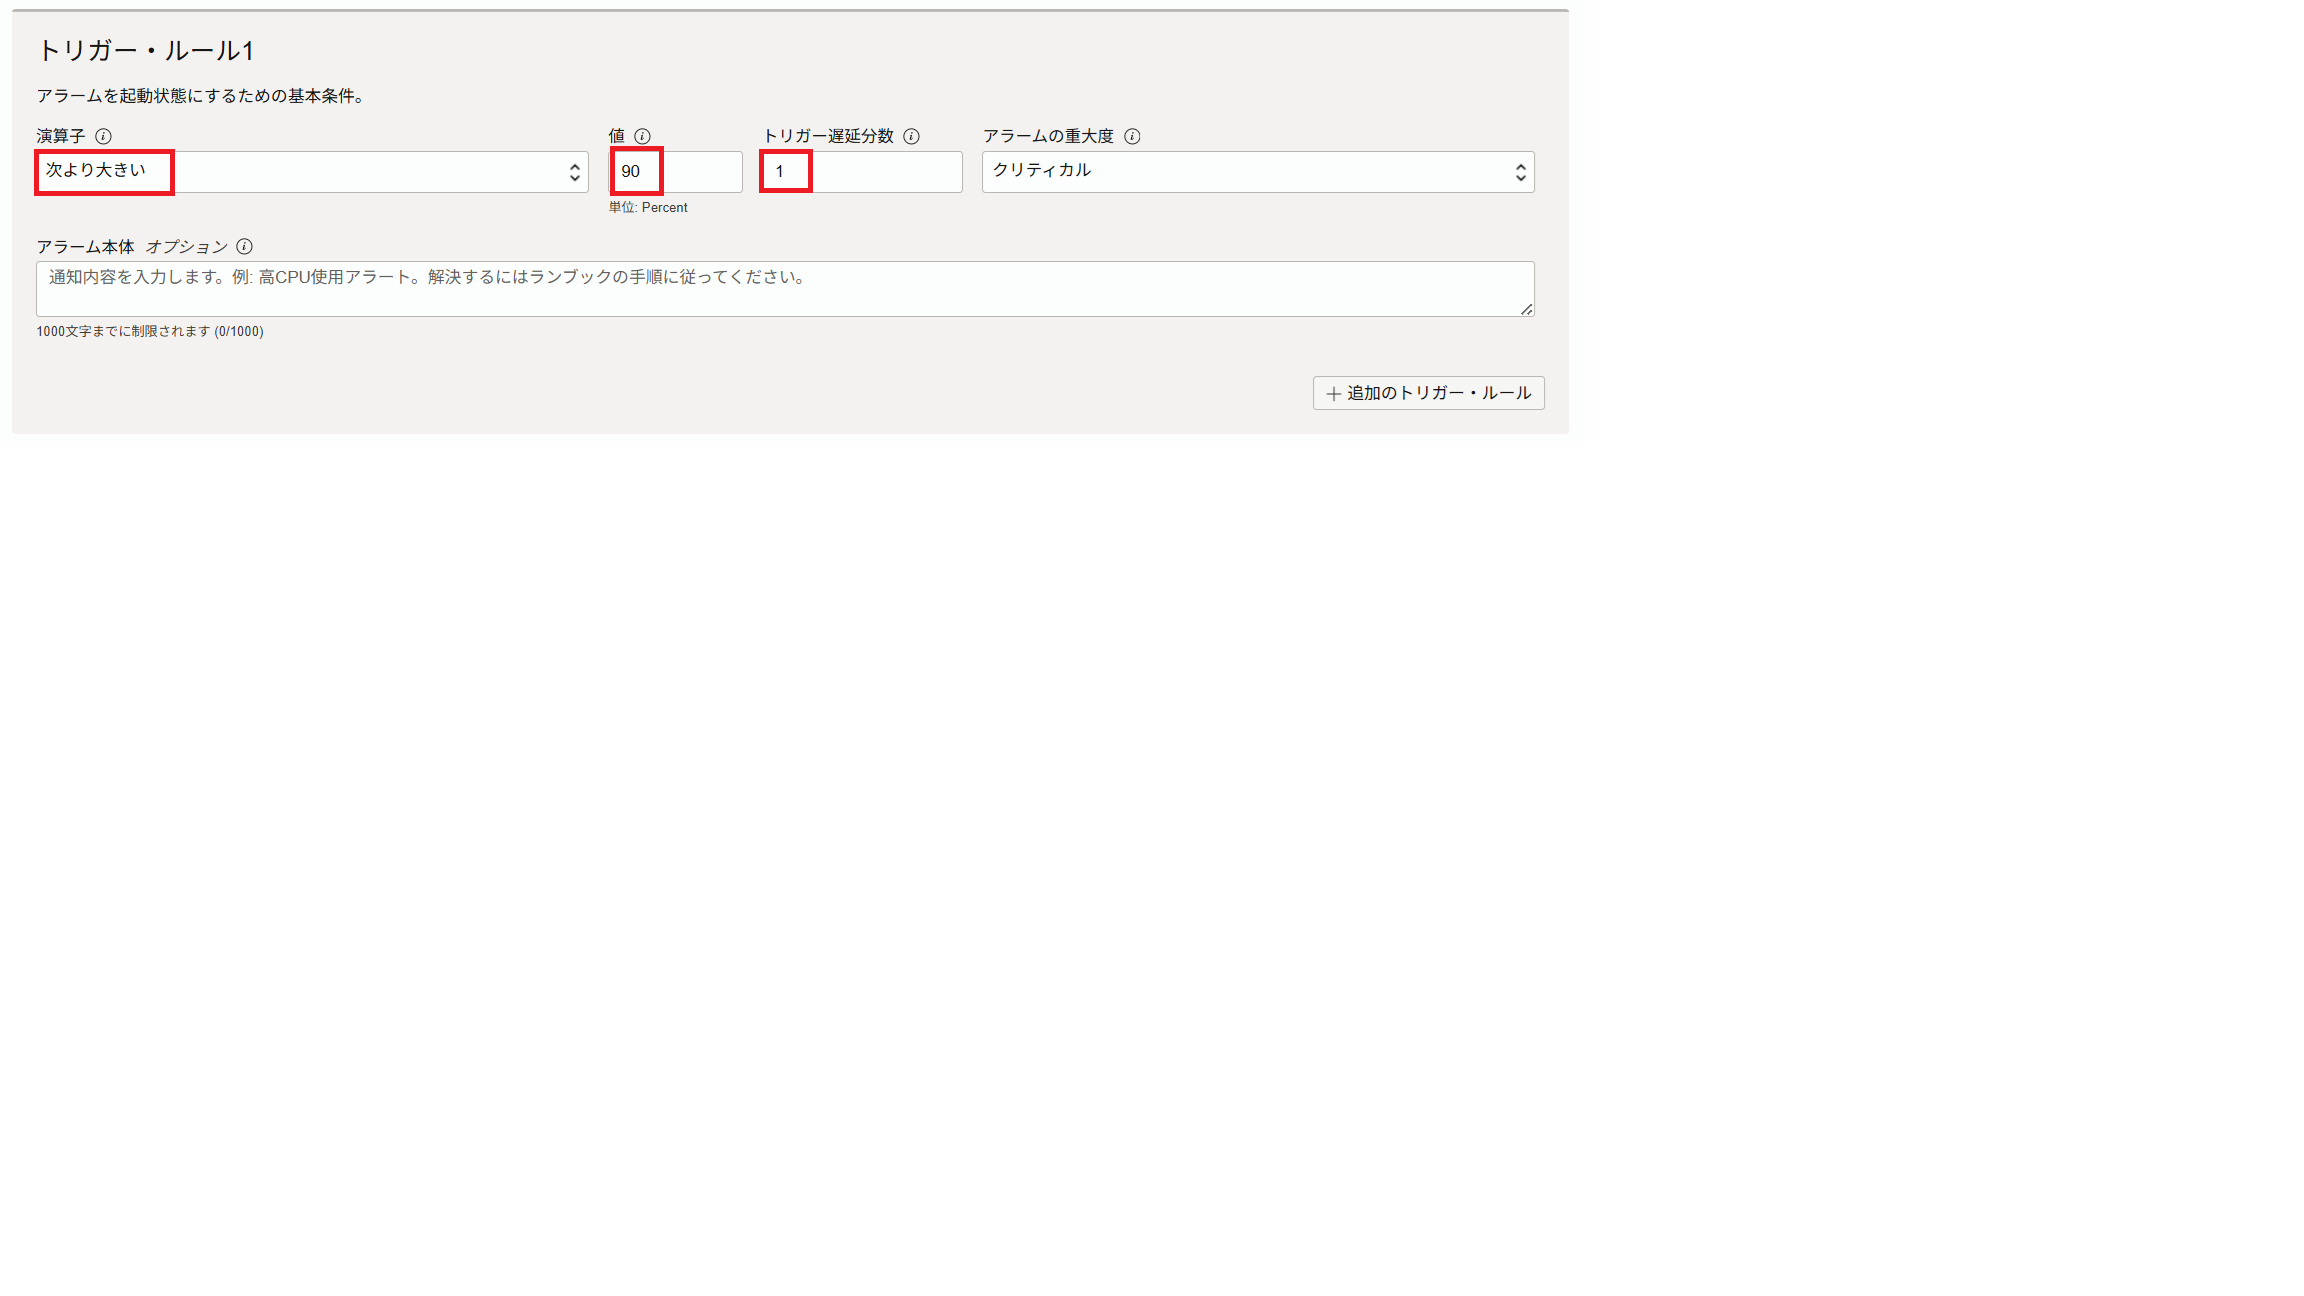 トリガー・ルール1
アラームを起動状態にするための基本条件。
演算子 値 トリガー遅延分数 アラームの重大度
次より大きい 90 1 クリティカル
単位: Percent
アラーム本体 オプション
通知内容を入力します。例: 高CPU使用アラート。解決するにはランブックの手順に従ってください。
1000文字までに制限されます (0/1000)
追加のトリガー・ルール